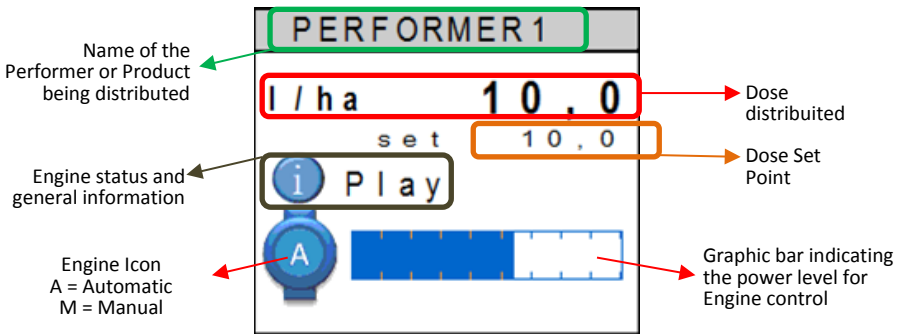 PERFORMER1
Name of the
Performer or Product
being distributed
l/ha 10,0
Dose
distribuited
set 10,0
Dose Set
Point
i Play
Engine status and
general information
A
Engine Icon
A = Automatic
M = Manual
Graphic bar indicating
the power level for
Engine control